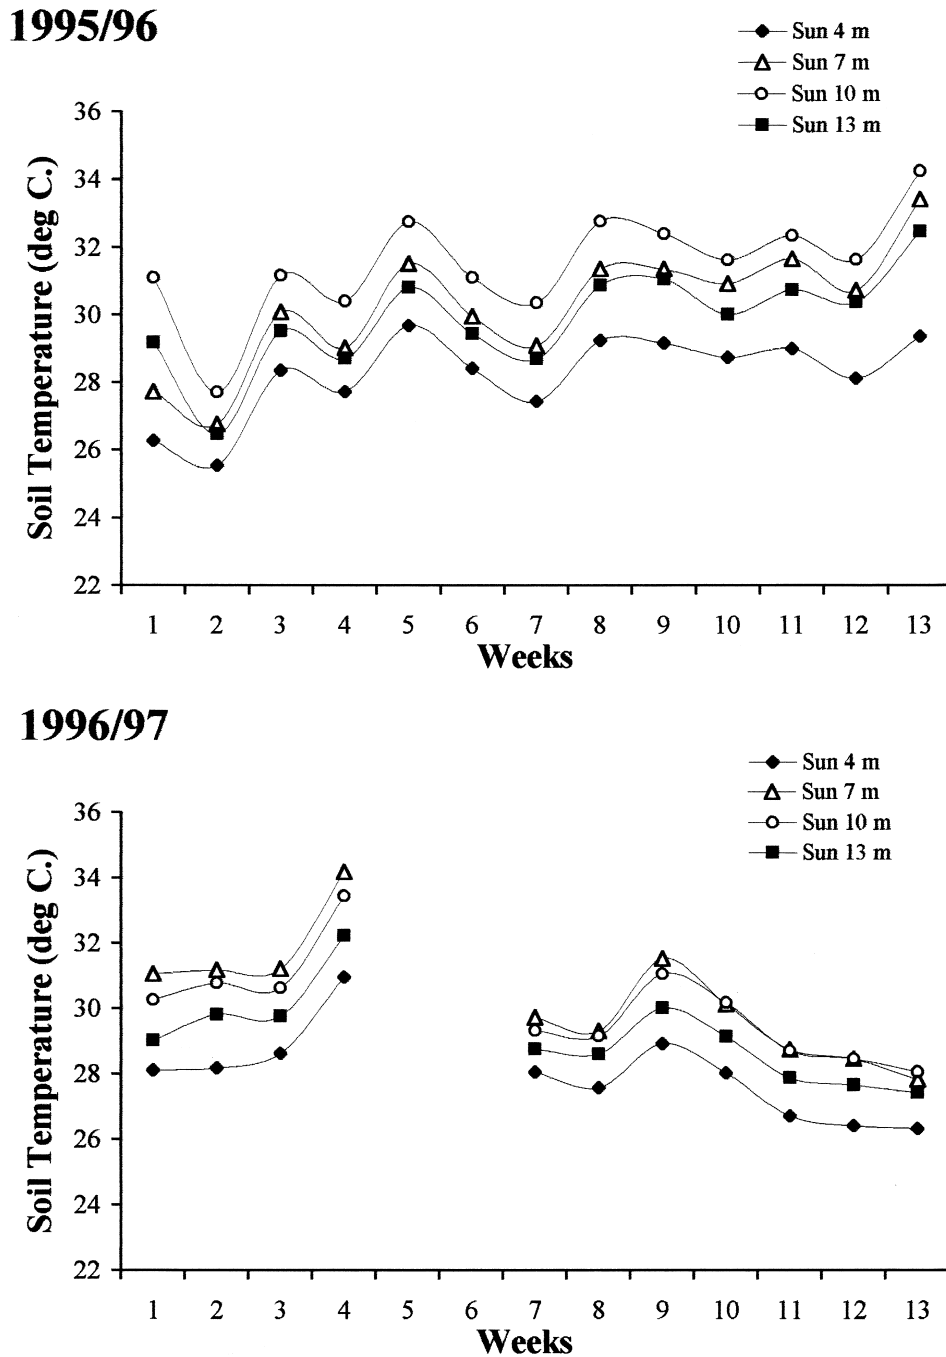 1995/96
Sun 4 m
Sun 7 m
Sun 10 m
Sun 13 m
Soil Temperature (deg C.)
36
34
32
30
28
26
24
22
1 2 3 4 5 6 7 8 9 10 11 12 13
Weeks
1996/97
Sun 4 m
Sun 7 m
Sun 10 m
Sun 13 m
Soil Temperature (deg C.)
36
34
32
30
28
26
24
22
1 2 3 4 5 6 7 8 9 10 11 12 13
Weeks